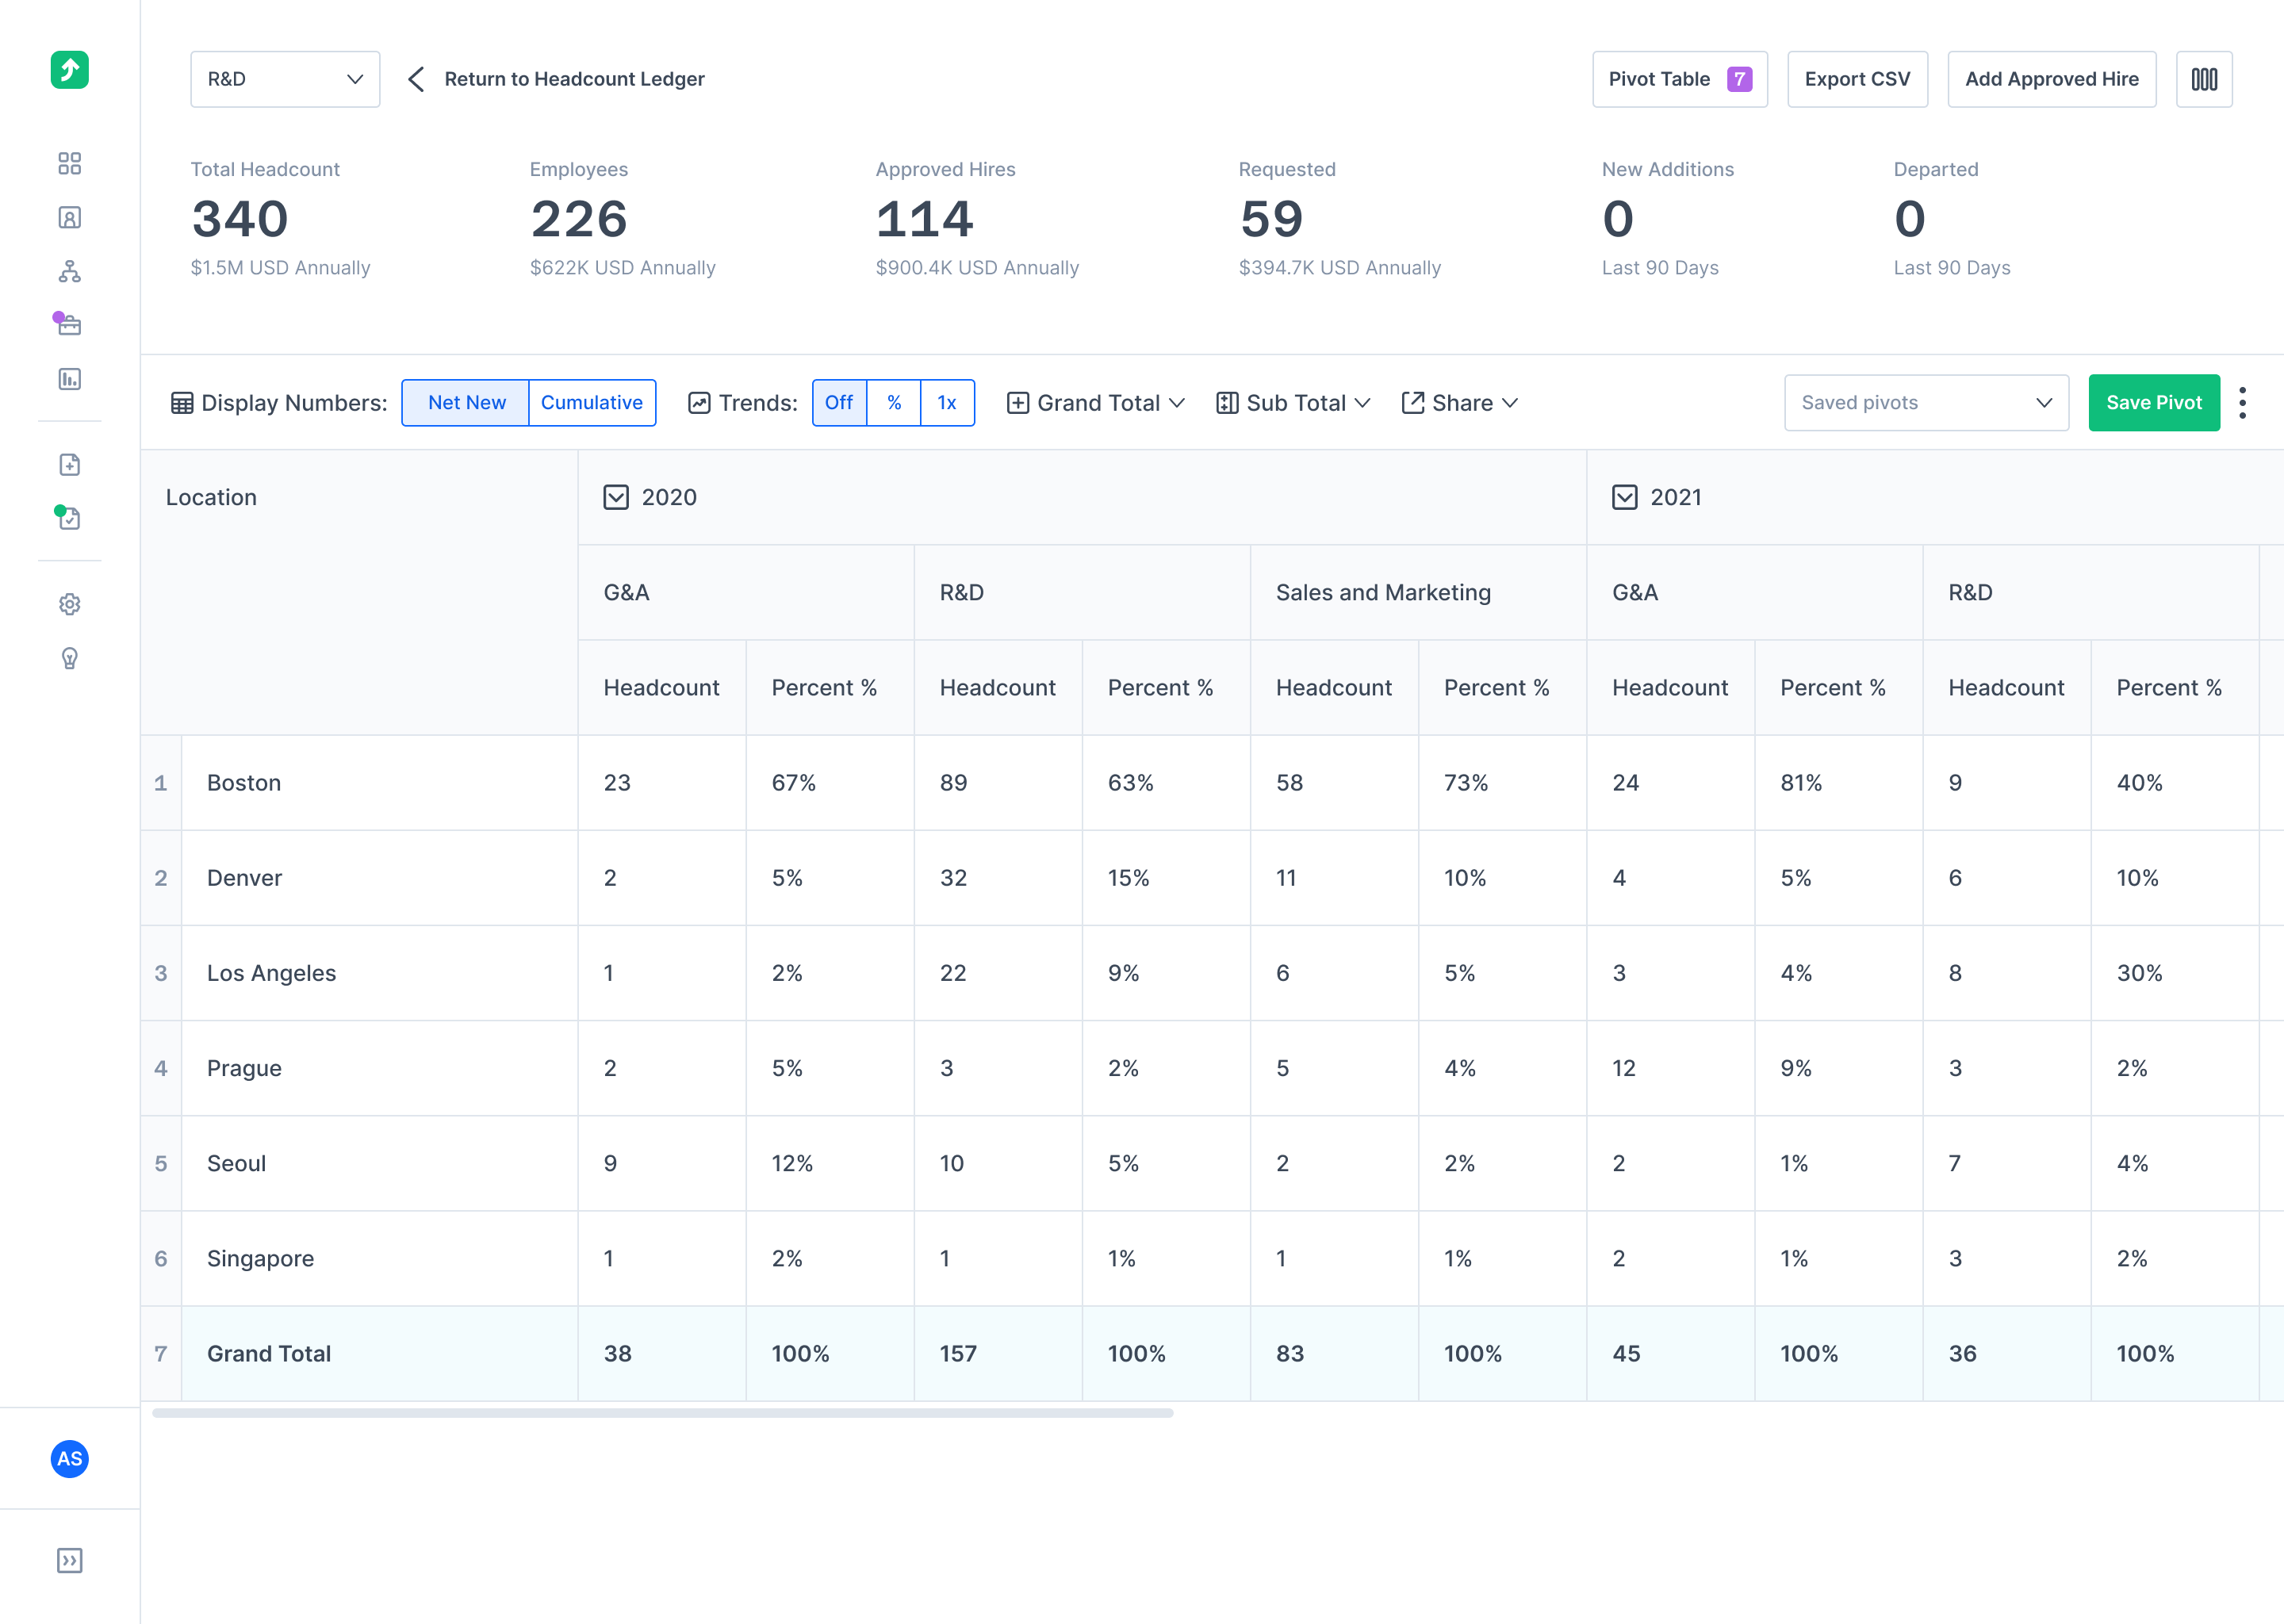 R&D
Return to Headcount Ledger
Pivot Table 7
Export CSV
Add Approved Hire
Total Headcount
340
$1.5M USD Annually
Employees
226
$622K USD Annually
Approved Hires
114
$900.4K USD Annually
Requested
59
$394.7K USD Annually
New Additions
0
Last 90 Days
Departed
0
Last 90 Days
Display Numbers: Net New Cumulative Trends: Off % 1x Grand Total Sub Total Share Saved pivots Save Pivot
Location 2020 2021
G&A R&D Sales and Marketing G&A R&D
Headcount Percent % Headcount Percent % Headcount Percent % Headcount Percent % Headcount Percent %
1 Boston 23 67% 89 63% 58 73% 24 81% 9 40%
2 Denver 2 5% 32 15% 11 10% 4 5% 6 10%
3 Los Angeles 1 2% 22 9% 6 5% 3 4% 8 30%
4 Prague 2 5% 3 2% 5 4% 12 9% 3 2%
5 Seoul 9 12% 10 5% 2 2% 2 1% 7 4%
6 Singapore 1 2% 1 1% 1 1% 2 1% 3 2%
7 Grand Total 38 100% 157 100% 83 100% 45 100% 36 100%
AS